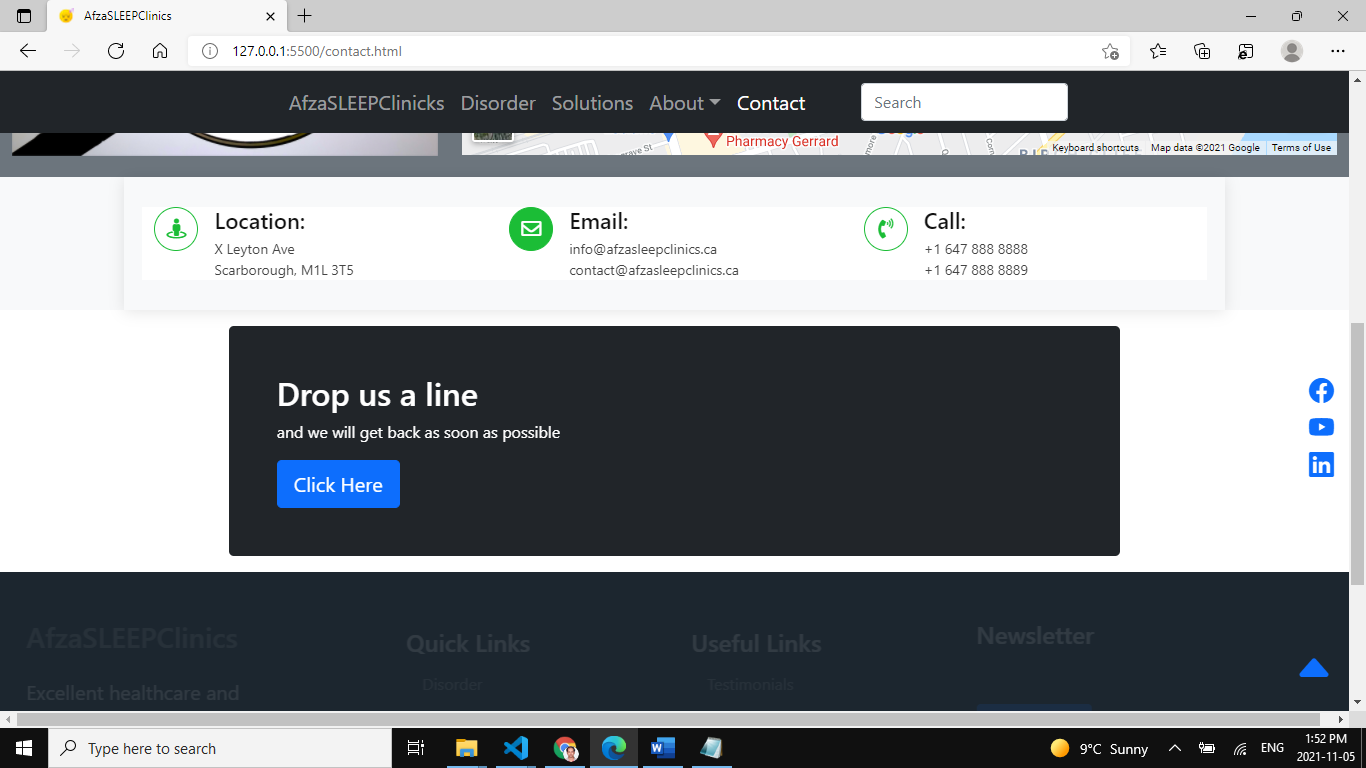 AfzaSLEEPClinics
127.0.0.1:5500/contact.html
AfzaSLEEPClinicks Disorder Solutions About Contact Search
Pharmacy Gerrard
Keyboard shortcuts Map data ©2021 Google Terms of Use
Location:
X Leyton Ave
Scarborough, M1L 3T5
Email:
info@afzasleepclinics.ca
contact@afzasleepclinics.ca
Call:
+1 647 888 8888
+1 647 888 8889
Drop us a line
and we will get back as soon as possible
Click Here
AfzaSLEEPClinics
Excellent healthcare and
Quick Links
Disorder
Useful Links
Testimonials
Newsletter
Type here to search
9°C Sunny
ENG
1:52 PM
2021-11-05